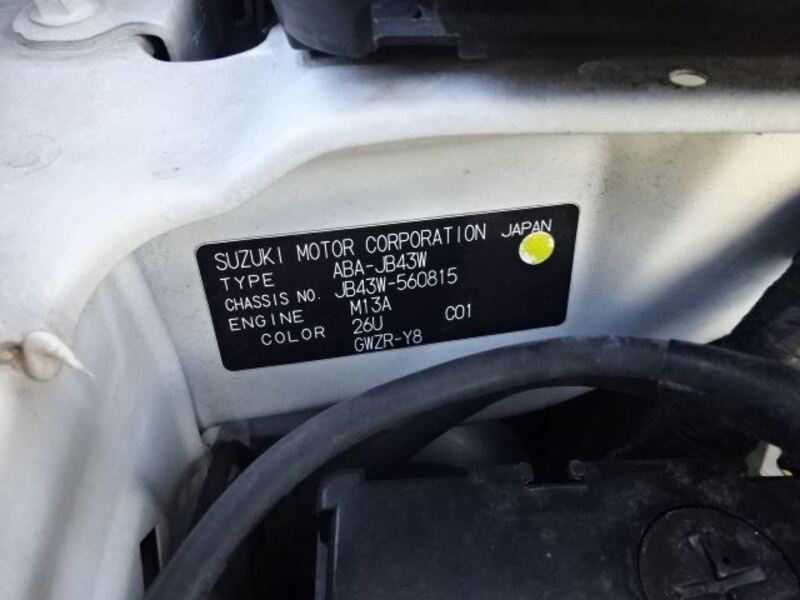 SUZUKI MOTOR CORPORATION JAPAN
TYPE ABA-JB43W
CHASSIS NO. JB43W-560815
ENGINE M13A
COLOR 26U C01
GWZR-Y8